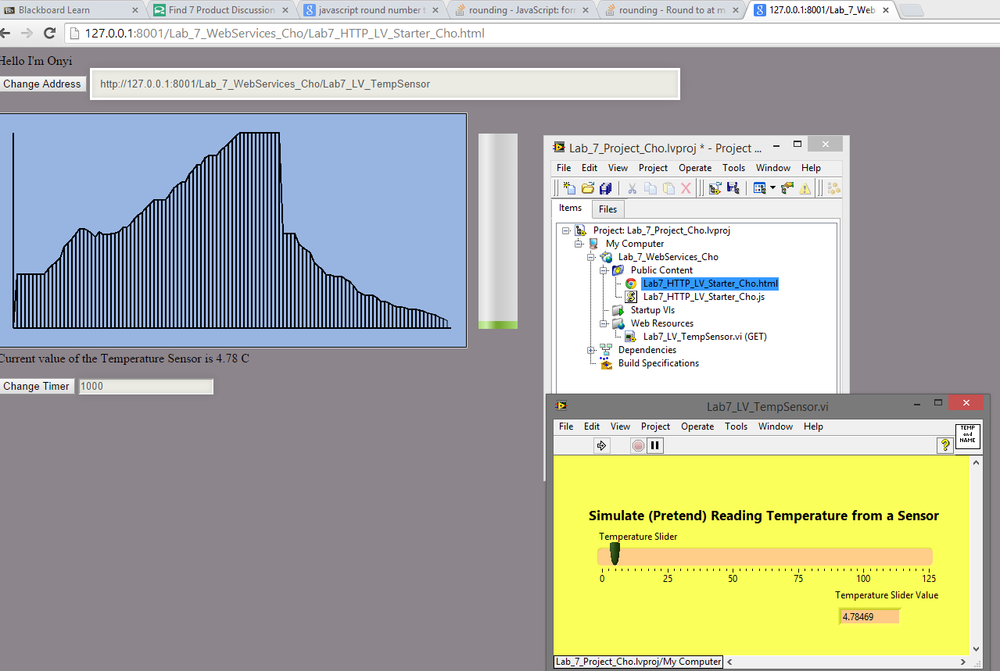 Blackboard Learn
Find 7 Product Discussion
javascript round number t
rounding - JavaScript: form
rounding - Round to at m
127.0.0.1:8001/Lab_7_Web
127.0.0.1:8001/Lab_7_WebServices_Cho/Lab7_HTTP_LV_Starter_Cho.html
Hello I'm Onyi
Change Address
http://127.0.0.1:8001/Lab_7_WebServices_Cho/Lab7_LV_TempSensor
Current value of the Temperature Sensor is 4.78 C
Change Timer
1000
Lab_7_Project_Cho.lvproj * - Project ...
File Edit View Project Operate Tools Window Help
Items Files
Project: Lab_7_Project_Cho.lvproj
My Computer
Lab_7_WebServices_Cho
Public Content
Lab7_HTTP_LV_Starter_Cho.html
Lab7_HTTP_LV_Starter_Cho.js
Startup VIs
Web Resources
Lab7_LV_TempSensor.vi (GET)
Dependencies
Build Specifications
Lab7_LV_TempSensor.vi
File Edit View Project Operate Tools Window Help
TEMP
and
NAME
Simulate (Pretend) Reading Temperature from a Sensor
Temperature Slider
0 25 50 75 100 125
Temperature Slider Value
4.78469
Lab_7_Project_Cho.lvproj/My Computer